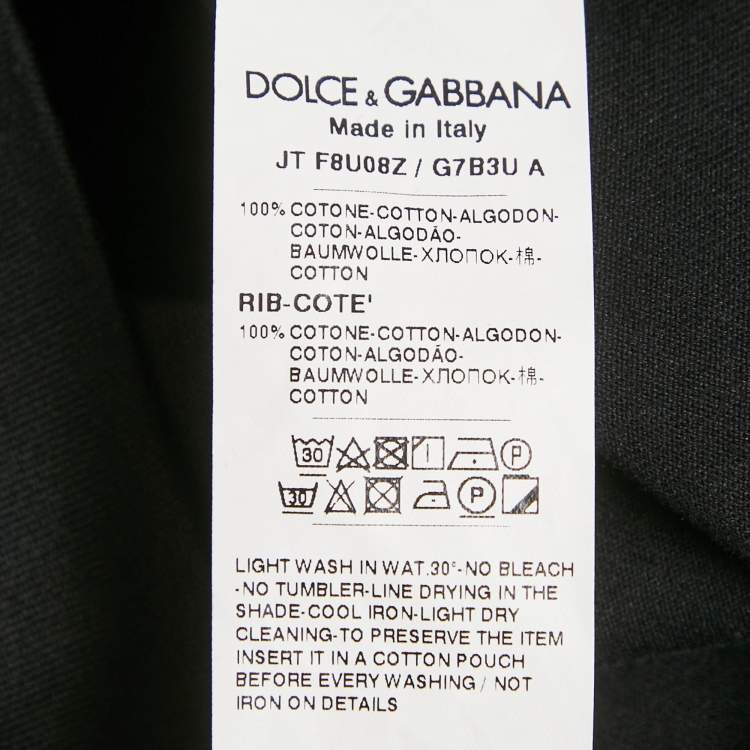 DOLCE & GABBANA
Made in Italy
JT F8U08Z / G7B3U A
100% COTONE-COTTON-ALGODON-
COTON-ALGODÃO-
BAUMWOLLE-ХЛОПОК-棉-
COTTON
RIB-COTE'
100% COTONE-COTTON-ALGODON-
COTON-ALGODÃO-
BAUMWOLLE-ХЛОПОК-棉-
COTTON
30 P
30 P
LIGHT WASH IN WAT.30°-NO BLEACH
-NO TUMBLER-LINE DRYING IN THE
SHADE-COOL IRON-LIGHT DRY
CLEANING-TO PRESERVE THE ITEM
INSERT IT IN A COTTON POUCH
BEFORE EVERY WASHING / NOT
IRON ON DETAILS